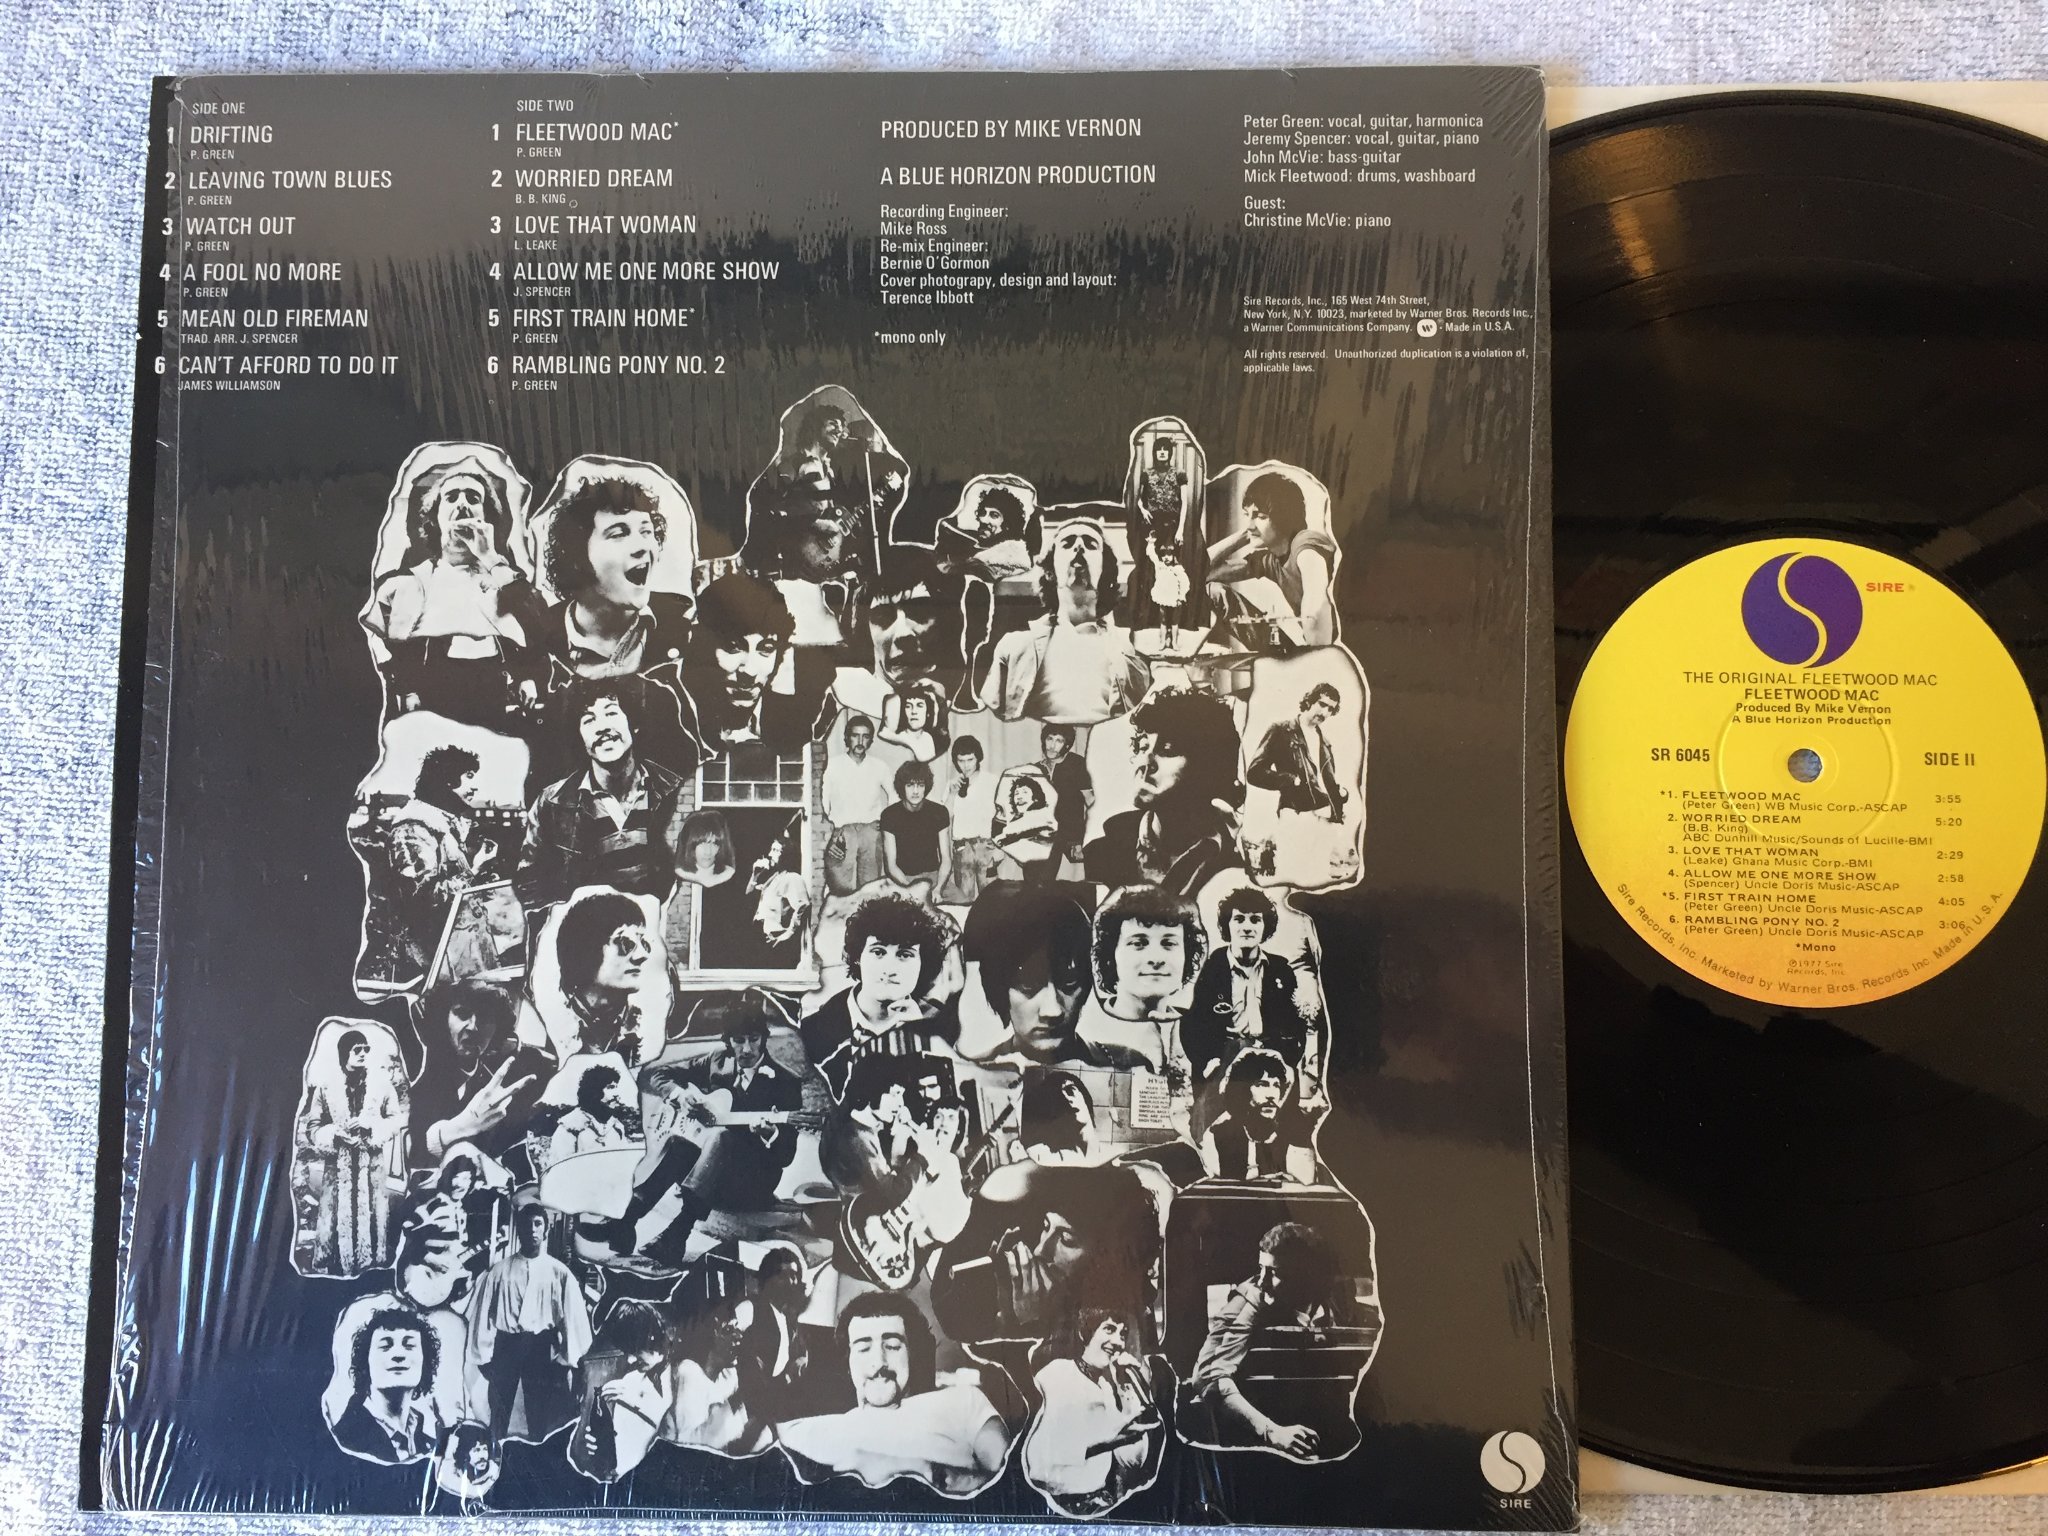 SIDE ONE
1 DRIFTING
P. GREEN
2 LEAVING TOWN BLUES
P. GREEN
3 WATCH OUT
P. GREEN
4 A FOOL NO MORE
P. GREEN
5 MEAN OLD FIREMAN
TRAD. ARR. J. SPENCER
6 CAN'T AFFORD TO DO IT
JAMES WILLIAMSON
SIDE TWO
1 FLEETWOOD MAC*
P. GREEN
2 WORRIED DREAM
B. B. KING
3 LOVE THAT WOMAN
L. LEAKE
4 ALLOW ME ONE MORE SHOW
J. SPENCER
5 FIRST TRAIN HOME*
P. GREEN
6 RAMBLING PONY NO. 2
P. GREEN
PRODUCED BY MIKE VERNON
A BLUE HORIZON PRODUCTION
Recording Engineer:
Mike Ross
Re-mix Engineer:
Bernie O'Gormon
Cover photograpy, design and layout:
Terence Ibbott
*mono only
Peter Green: vocal, guitar, harmonica
Jeremy Spencer: vocal, guitar, piano
John McVie: bass-guitar
Mick Fleetwood: drums, washboard
Guest:
Christine McVie: piano
Sire Records, Inc., 165 West 74th Street,
New York, N.Y. 10023, marketed by Warner Bros. Records Inc.,
a Warner Communications Company. W - Made in U.S.A.
All rights reserved. Unauthorized duplication is a violation of,
applicable laws.
SIRE
SIRE
THE ORIGINAL FLEETWOOD MAC
FLEETWOOD MAC
Produced By Mike Vernon
A Blue Horizon Production
SR 6045
SIDE II
*1. FLEETWOOD MAC 3:55
(Peter Green) WB Music Corp.-ASCAP
2. WORRIED DREAM 5:20
(B.B. King)
ABC Dunhill Music/Sounds of Lucille-BMI
3. LOVE THAT WOMAN 2:29
(Leake) Ghana Music Corp.-BMI
4. ALLOW ME ONE MORE SHOW 2:58
(Spencer) Uncle Doris Music-ASCAP
*5. FIRST TRAIN HOME 4:05
(Peter Green) Uncle Doris Music-ASCAP
6. RAMBLING PONY NO. 2 3:06
(Peter Green) Uncle Doris Music-ASCAP
*Mono
℗1977 Sire
Records, Inc.
Sire Records, Inc. Marketed by Warner Bros. Records Inc. Made in U.S.A.